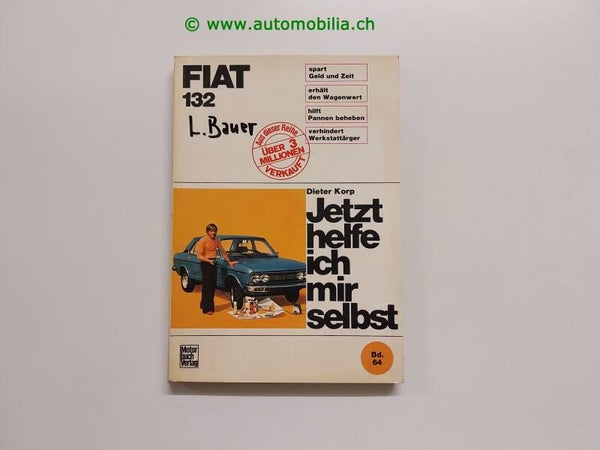 © www.automobilia.ch
FIAT
132
L. Bauer
spart
Geld und Zeit
erhält
den Wagenwert
hilft
Pannen beheben
verhindert
Werkstattärger
Aus dieser Reihe
ÜBER 3
MILLIONEN
VERKAUFT
Dieter Korp
Jetzt
helfe
ich
mir
selbst
Motor
buch
Verlag
Bd.
64